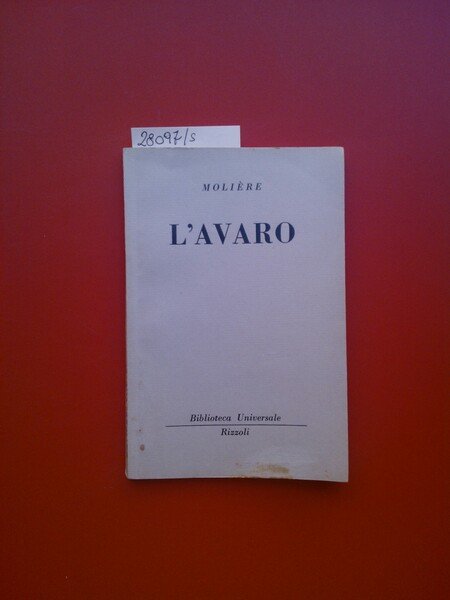 28097/s
MOLIÈRE
L'AVARO
Biblioteca Universale
Rizzoli